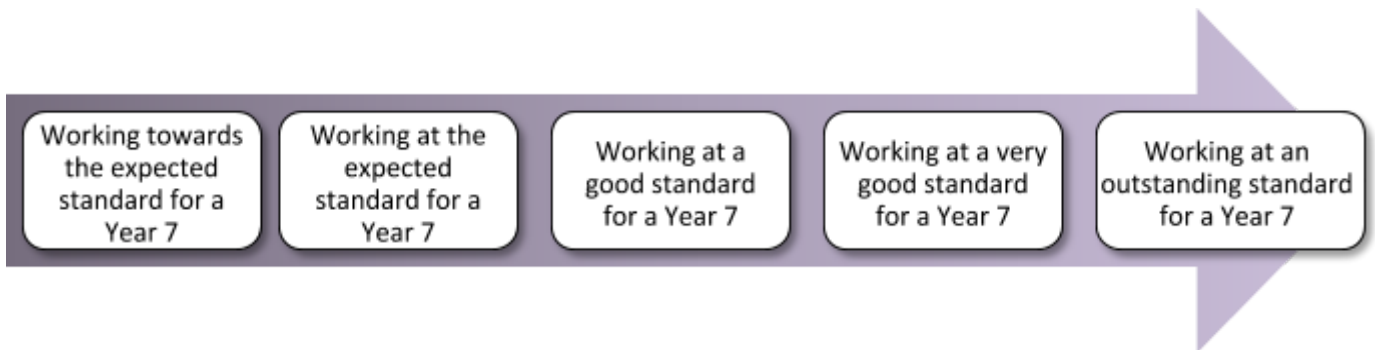 Working towards
the expected
standard for a
Year 7
Working at the
expected
standard for a
Year 7
Working at a
good standard
for a Year 7
Working at a very
good standard
for a Year 7
Working at an
outstanding standard
for a Year 7